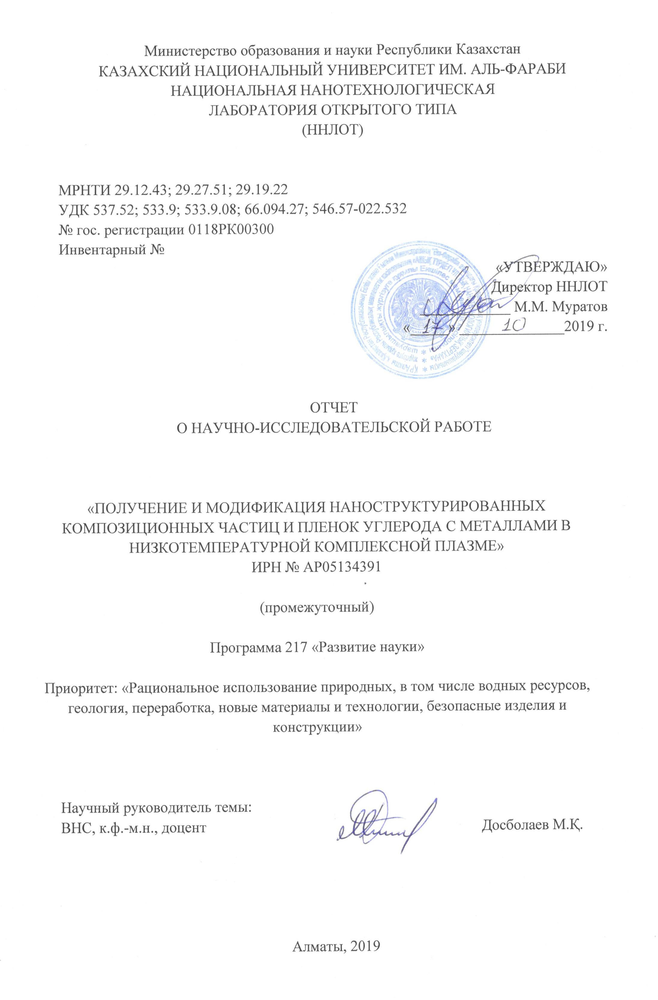 Министерство образования и науки Республики Казахстан
КАЗАХСКИЙ НАЦИОНАЛЬНЫЙ УНИВЕРСИТЕТ ИМ. АЛЬ-ФАРАБИ
НАЦИОНАЛЬНАЯ НАНОТЕХНОЛОГИЧЕСКАЯ
ЛАБОРАТОРИЯ ОТКРЫТОГО ТИПА
(ННЛОТ)
МРНТИ 29.12.43; 29.27.51; 29.19.22
УДК 537.52; 533.9; 533.9.08; 66.094.27; 546.57-022.532
№ гос. регистрации 0118РК00300
Инвентарный №
«УТВЕРЖДАЮ»
Директор ННЛОТ
М.М. Муратов
« 17 » 10 2019 г.
ОТЧЕТ
О НАУЧНО-ИССЛЕДОВАТЕЛЬСКОЙ РАБОТЕ
«ПОЛУЧЕНИЕ И МОДИФИКАЦИЯ НАНОСТРУКТУРИРОВАННЫХ
КОМПОЗИЦИОННЫХ ЧАСТИЦ И ПЛЕНОК УГЛЕРОДА С МЕТАЛЛАМИ В
НИЗКОТЕМПЕРАТУРНОЙ КОМПЛЕКСНОЙ ПЛАЗМЕ»
ИРН № АР05134391
(промежуточный)
Программа 217 «Развитие науки»
Приоритет: «Рациональное использование природных, в том числе водных ресурсов,
геология, переработка, новые материалы и технологии, безопасные изделия и
конструкции»
Научный руководитель темы:
ВНС, к.ф.-м.н., доцент Досболаев М.Қ.
Алматы, 2019